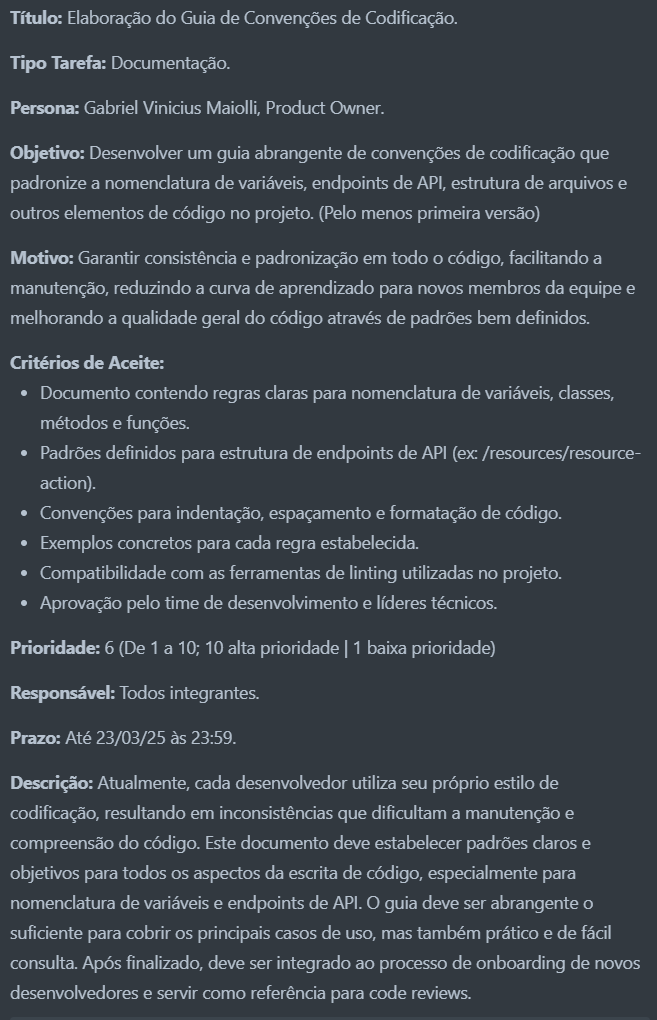 Título: Elaboração do Guia de Convenções de Codificação.
Tipo Tarefa: Documentação.
Persona: Gabriel Vinicius Maiolli, Product Owner.
Objetivo: Desenvolver um guia abrangente de convenções de codificação que
padronize a nomenclatura de variáveis, endpoints de API, estrutura de arquivos e
outros elementos de código no projeto. (Pelo menos primeira versão)
Motivo: Garantir consistência e padronização em todo o código, facilitando a
manutenção, reduzindo a curva de aprendizado para novos membros da equipe e
melhorando a qualidade geral do código através de padrões bem definidos.
Critérios de Aceite:
• Documento contendo regras claras para nomenclatura de variáveis, classes,
métodos e funções.
• Padrões definidos para estrutura de endpoints de API (ex: /resources/resource-
action).
• Convenções para indentação, espaçamento e formatação de código.
• Exemplos concretos para cada regra estabelecida.
• Compatibilidade com as ferramentas de linting utilizadas no projeto.
• Aprovação pelo time de desenvolvimento e líderes técnicos.
Prioridade: 6 (De 1 a 10; 10 alta prioridade | 1 baixa prioridade)
Responsável: Todos integrantes.
Prazo: Até 23/03/25 às 23:59.
Descrição: Atualmente, cada desenvolvedor utiliza seu próprio estilo de
codificação, resultando em inconsistências que dificultam a manutenção e
compreensão do código. Este documento deve estabelecer padrões claros e
objetivos para todos os aspectos da escrita de código, especialmente para
nomenclatura de variáveis e endpoints de API. O guia deve ser abrangente o
suficiente para cobrir os principais casos de uso, mas também prático e de fácil
consulta. Após finalizado, deve ser integrado ao processo de onboarding de novos
desenvolvedores e servir como referência para code reviews.